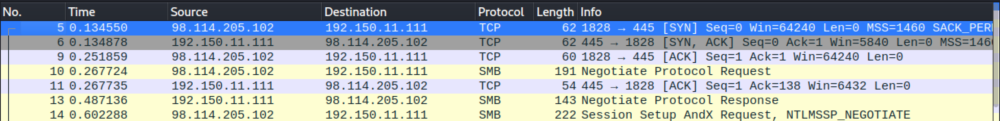 No. Time Source Destination Protocol Length Info
5 0.134550 98.114.205.102 192.150.11.111 TCP 62 1828 → 445 [SYN] Seq=0 Win=64240 Len=0 MSS=1460 SACK_PER
6 0.134878 192.150.11.111 98.114.205.102 TCP 62 445 → 1828 [SYN, ACK] Seq=0 Ack=1 Win=5840 Len=0 MSS=146
9 0.251859 98.114.205.102 192.150.11.111 TCP 60 1828 → 445 [ACK] Seq=1 Ack=1 Win=64240 Len=0
10 0.267724 98.114.205.102 192.150.11.111 SMB 191 Negotiate Protocol Request
11 0.267735 192.150.11.111 98.114.205.102 TCP 54 445 → 1828 [ACK] Seq=1 Ack=138 Win=6432 Len=0
13 0.487136 192.150.11.111 98.114.205.102 SMB 143 Negotiate Protocol Response
14 0.602288 98.114.205.102 192.150.11.111 SMB 222 Session Setup AndX Request, NTLMSSP_NEGOTIATE